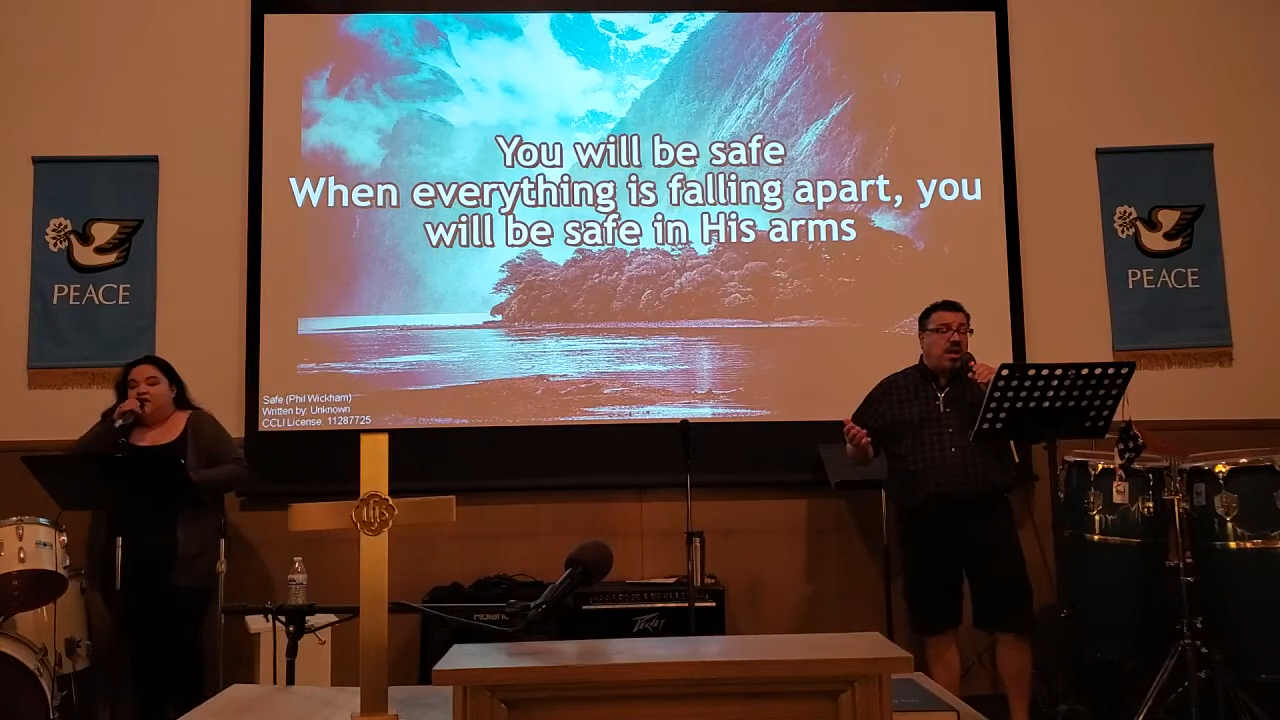 You will be safe
When everything is falling apart, you
will be safe in His arms
Safe (Phil Wickham)
Written by: Unknown
CCLI License: 11287725
PEACE
PEACE
IHS
Roland
PEAVEY